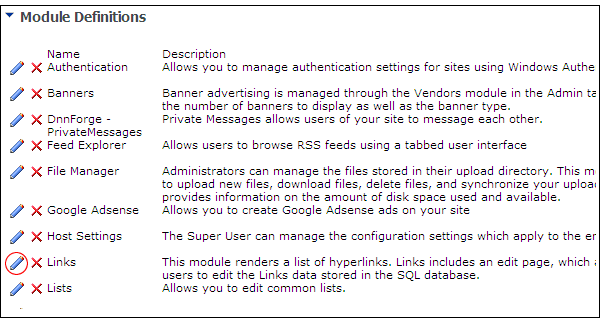 Module Definitions
Name Description
Authentication Allows you to manage authentication settings for sites using Windows Authe
Banners Banner advertising is managed through the Vendors module in the Admin ta
the number of banners to display as well as the banner type.
DnnForge - Private Messages allows users of your site to message each other.
PrivateMessages
Feed Explorer Allows users to browse RSS feeds using a tabbed user interface
File Manager Administrators can manage the files stored in their upload directory. This m
to upload new files, download files, delete files, and synchronize your uploa
provides information on the amount of disk space used and available.
Google Adsense Allows you to create Google Adsense ads on your site
Host Settings The Super User can manage the configuration settings which apply to the er
Links This module renders a list of hyperlinks. Links includes an edit page, which a
users to edit the Links data stored in the SQL database.
Lists Allows you to edit common lists.